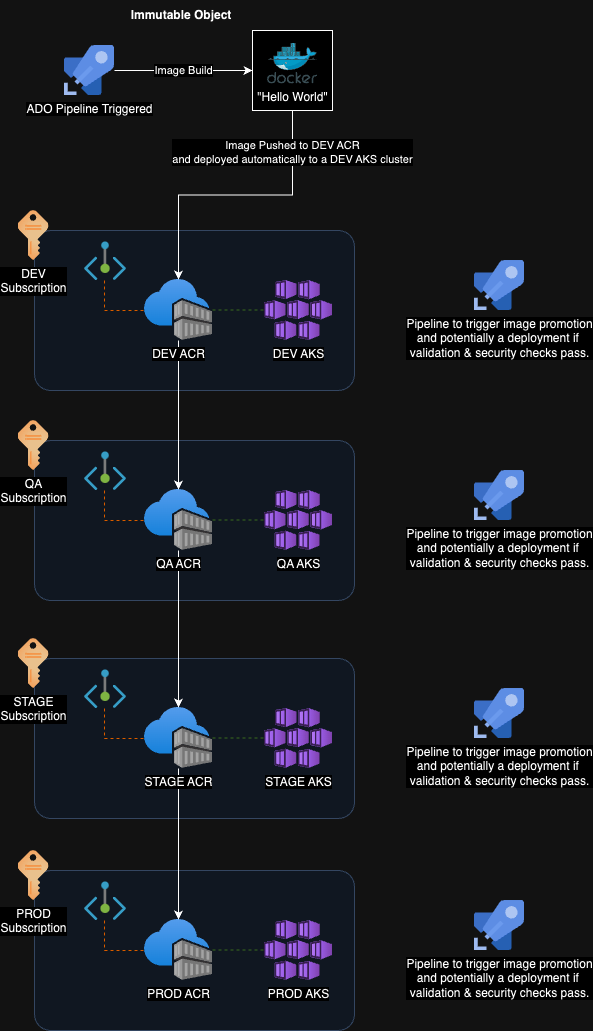 Immutable Object
Image Build
docker
"Hello World"
ADO Pipeline Triggered
Image Pushed to DEV ACR
and deployed automatically to a DEV AKS cluster
DEV
Subscription
DEV ACR
DEV AKS
Pipeline to trigger image promotion
and potentially a deployment if
validation & security checks pass.
QA
Subscription
QA ACR
QA AKS
Pipeline to trigger image promotion
and potentially a deployment if
validation & security checks pass.
STAGE
Subscription
STAGE ACR
STAGE AKS
Pipeline to trigger image promotion
and potentially a deployment if
validation & security checks pass.
PROD
Subscription
PROD ACR
PROD AKS
Pipeline to trigger image promotion
and potentially a deployment if
validation & security checks pass.